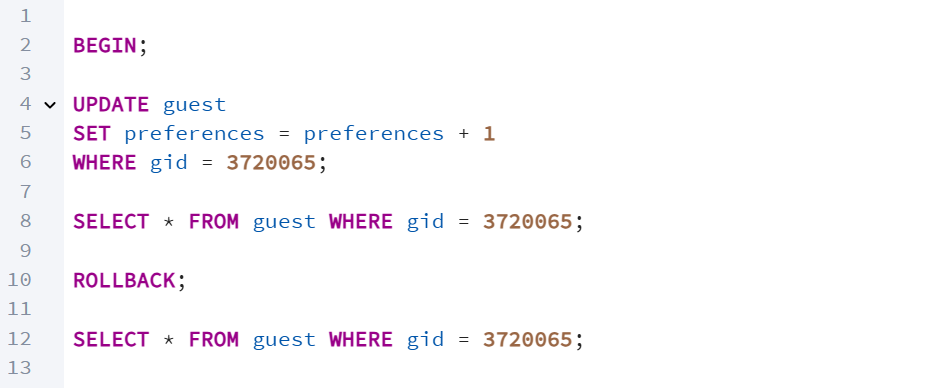 1
2 BEGIN;
3
4 UPDATE guest
5 SET preferences = preferences + 1
6 WHERE gid = 3720065;
7
8 SELECT * FROM guest WHERE gid = 3720065;
9
10 ROLLBACK;
11
12 SELECT * FROM guest WHERE gid = 3720065;
13